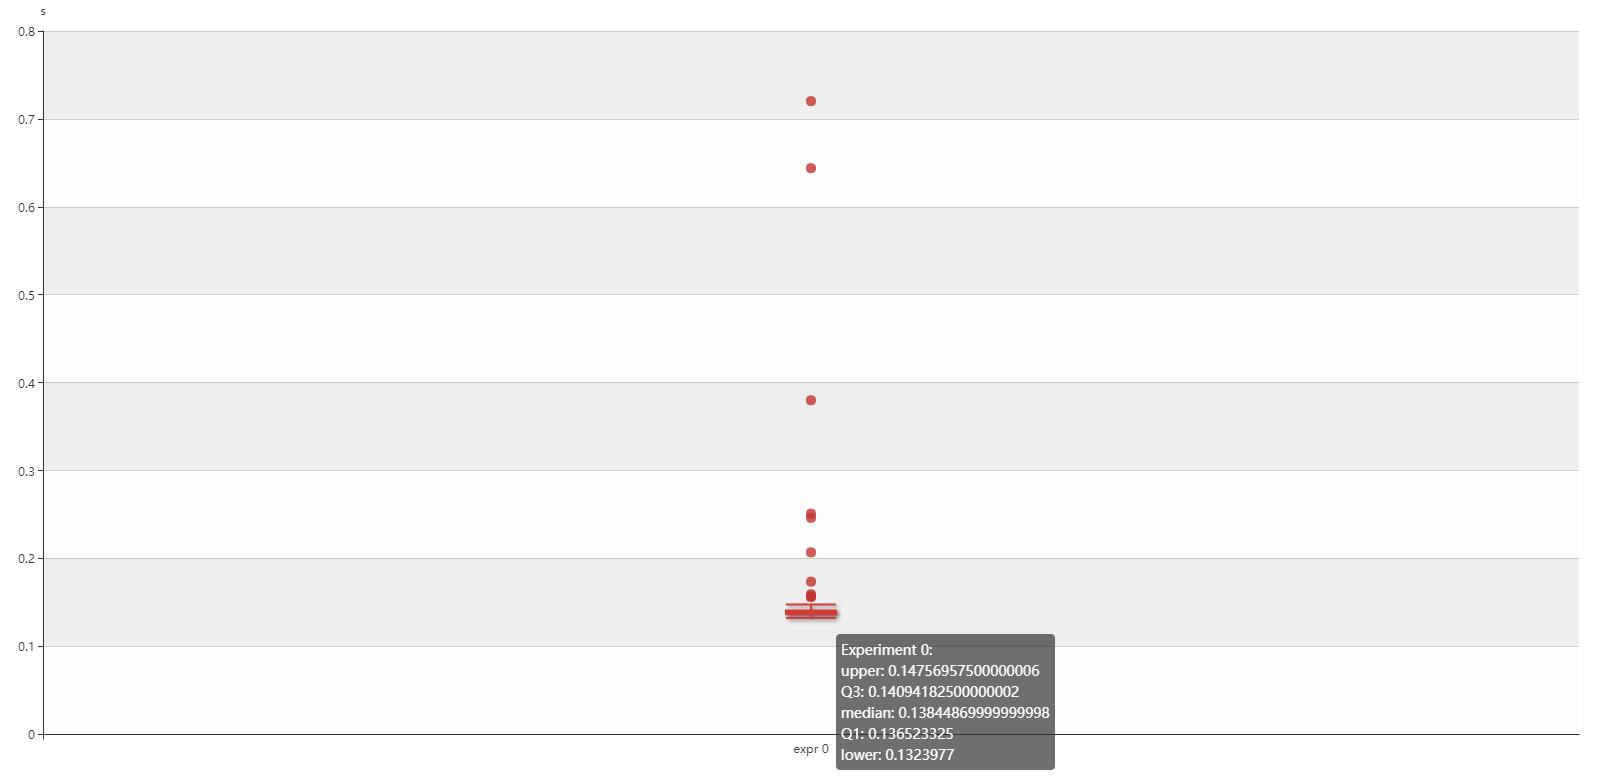 s
0.8
0.7
0.6
0.5
0.4
0.3
0.2
0.1
0
expr 0
Experiment 0:
upper: 0.14756957500000006
Q3: 0.14094182500000002
median: 0.13844869999999998
Q1: 0.136523325
lower: 0.1323977